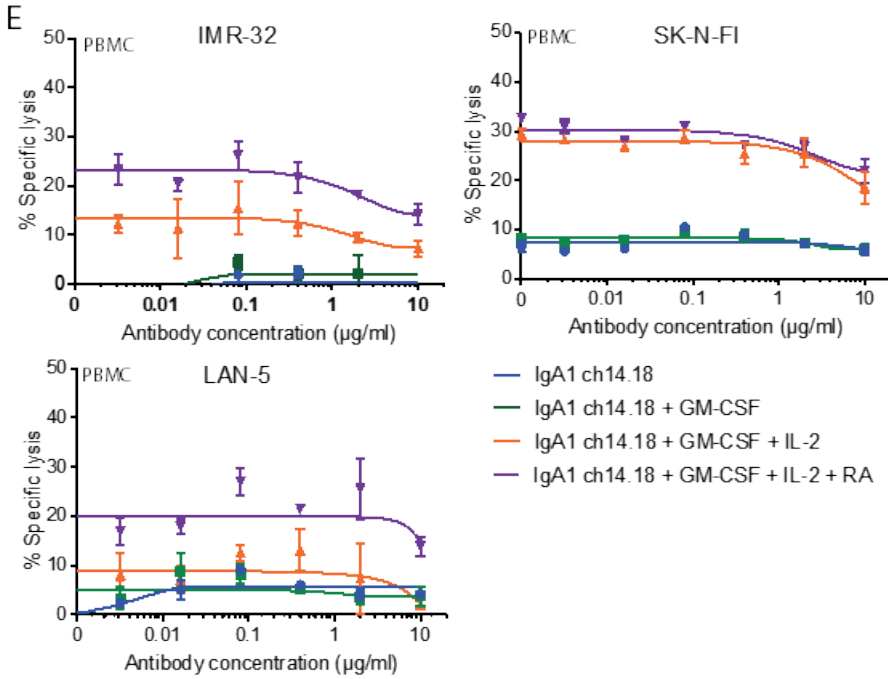 E
PBMC IMR-32
50
40
30
20
10
0
% Specific lysis
0 0.01 0.1 1 10
Antibody concentration (µg/ml)
PBMC SK-N-FI
50
40
30
20
10
0
% Specific lysis
0 0.01 0.1 1 10
Antibody concentration (µg/ml)
PBMC LAN-5
50
40
30
20
10
0
% Specific lysis
0 0.01 0.1 1 10
Antibody concentration (µg/ml)
IgA1 ch14.18
IgA1 ch14.18 + GM-CSF
IgA1 ch14.18 + GM-CSF + IL-2
IgA1 ch14.18 + GM-CSF + IL-2 + RA